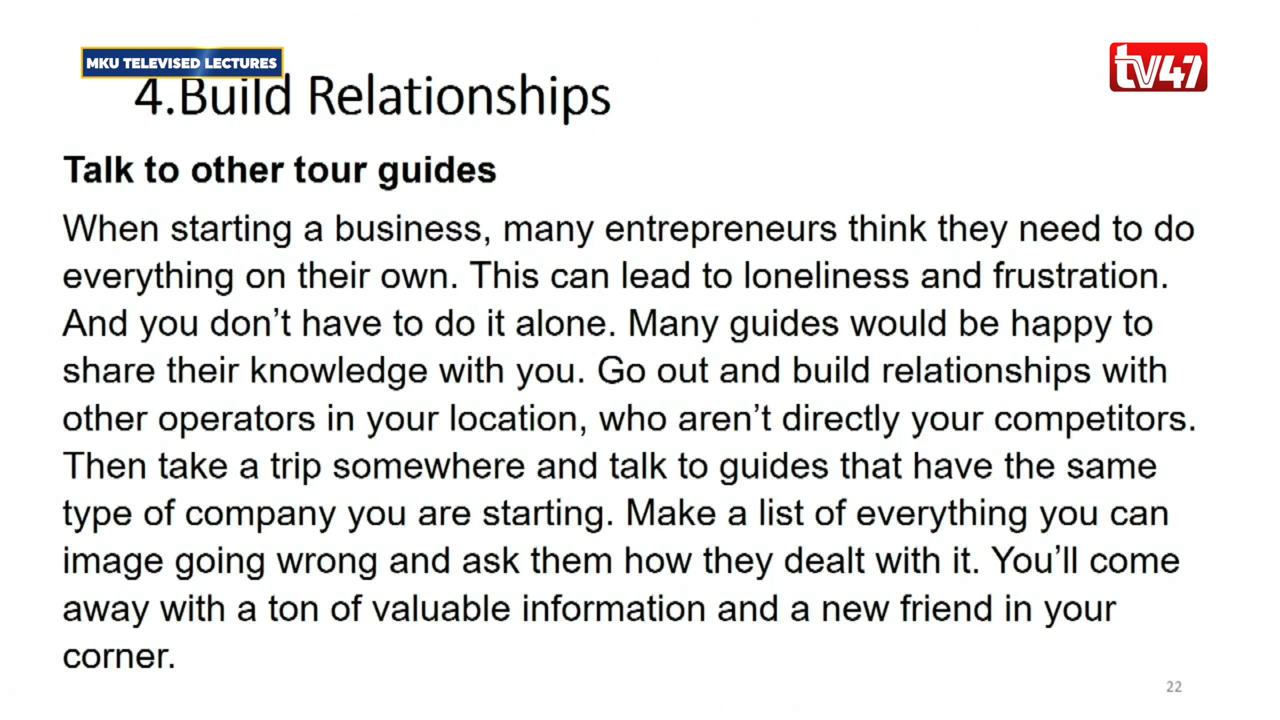 MKU TELEVISED LECTURES
tv47
4.Build Relationships
Talk to other tour guides
When starting a business, many entrepreneurs think they need to do
everything on their own. This can lead to loneliness and frustration.
And you don’t have to do it alone. Many guides would be happy to
share their knowledge with you. Go out and build relationships with
other operators in your location, who aren’t directly your competitors.
Then take a trip somewhere and talk to guides that have the same
type of company you are starting. Make a list of everything you can
image going wrong and ask them how they dealt with it. You’ll come
away with a ton of valuable information and a new friend in your
corner.
22